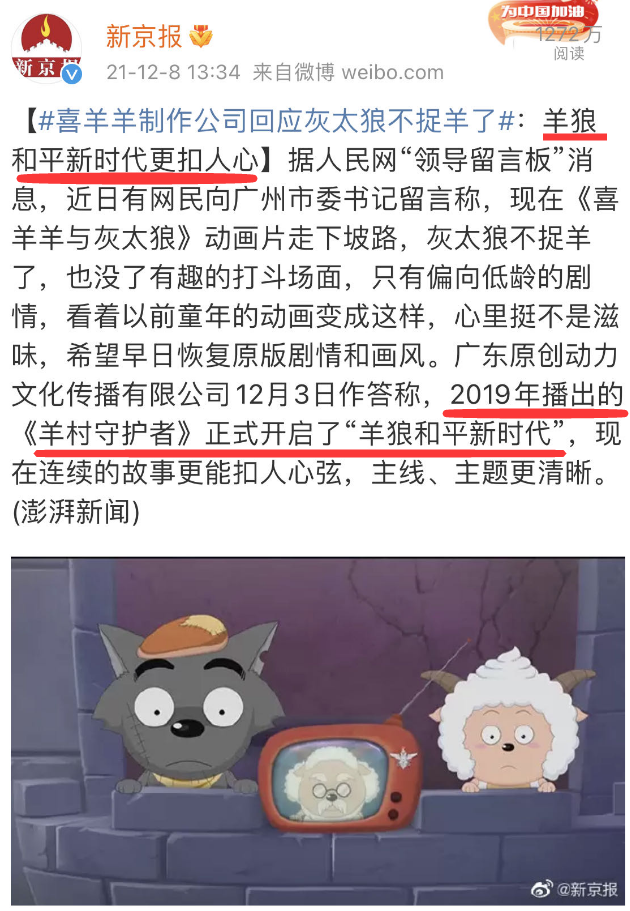 为中国加油
新京报
新京报
1272万
21-12-8 13:34 来自微博 weibo.com
阅读
【#喜羊羊制作公司回应灰太狼不捉羊了#：羊狼
和平新时代更扣人心】据人民网“领导留言板”消
息，近日有网民向广州市委书记留言称，现在《喜
羊羊与灰太狼》动画片走下坡路，灰太狼不捉羊
了，也没了有趣的打斗场面，只有偏向低龄的剧
情，看着以前童年的动画变成这样，心里挺不是滋
味，希望早日恢复原版剧情和画风。广东原创动力
文化传播有限公司12月3日作答称，2019年播出的
《羊村守护者》正式开启了“羊狼和平新时代”，现
在连续的故事更能扣人心弦，主线、主题更清晰。
(澎湃新闻)
@新京报